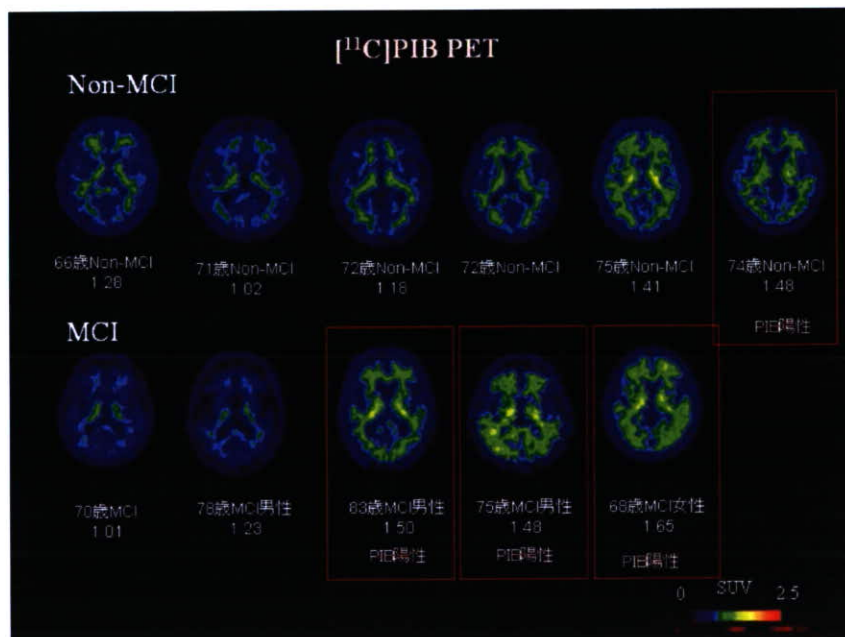 [¹¹C]PIB PET
Non-MCI
66歳Non-MCI
1.28
71歳Non-MCI
1.02
72歳Non-MCI
1.18
72歳Non-MCI
75歳Non-MCI
1.41
74歳Non-MCI
1.48
PIB陽性
MCI
70歳MCI
1.01
78歳MCI男性
1.23
83歳MCI男性
1.50
PIB陽性
75歳MCI男性
1.48
PIB陽性
68歳MCI女性
1.65
PIB陽性
0 SUV 2.5